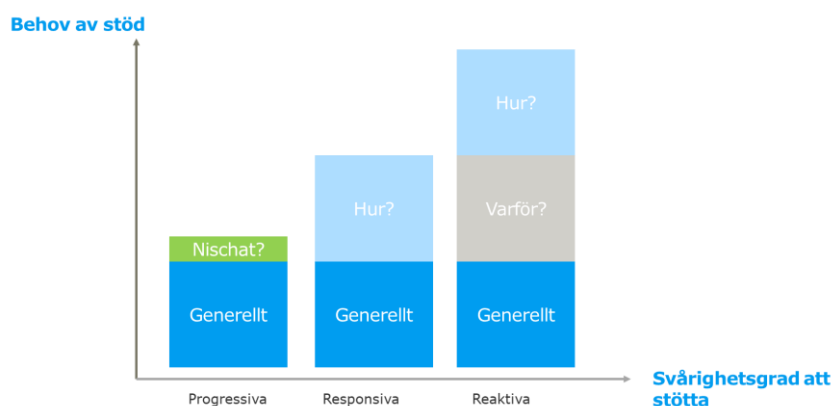 Behov av stöd
Hur?
Hur?
Varför?
Nischat?
Generellt
Generellt
Generellt
Progressiva
Responsiva
Reaktiva
Svårighetsgrad att
stötta